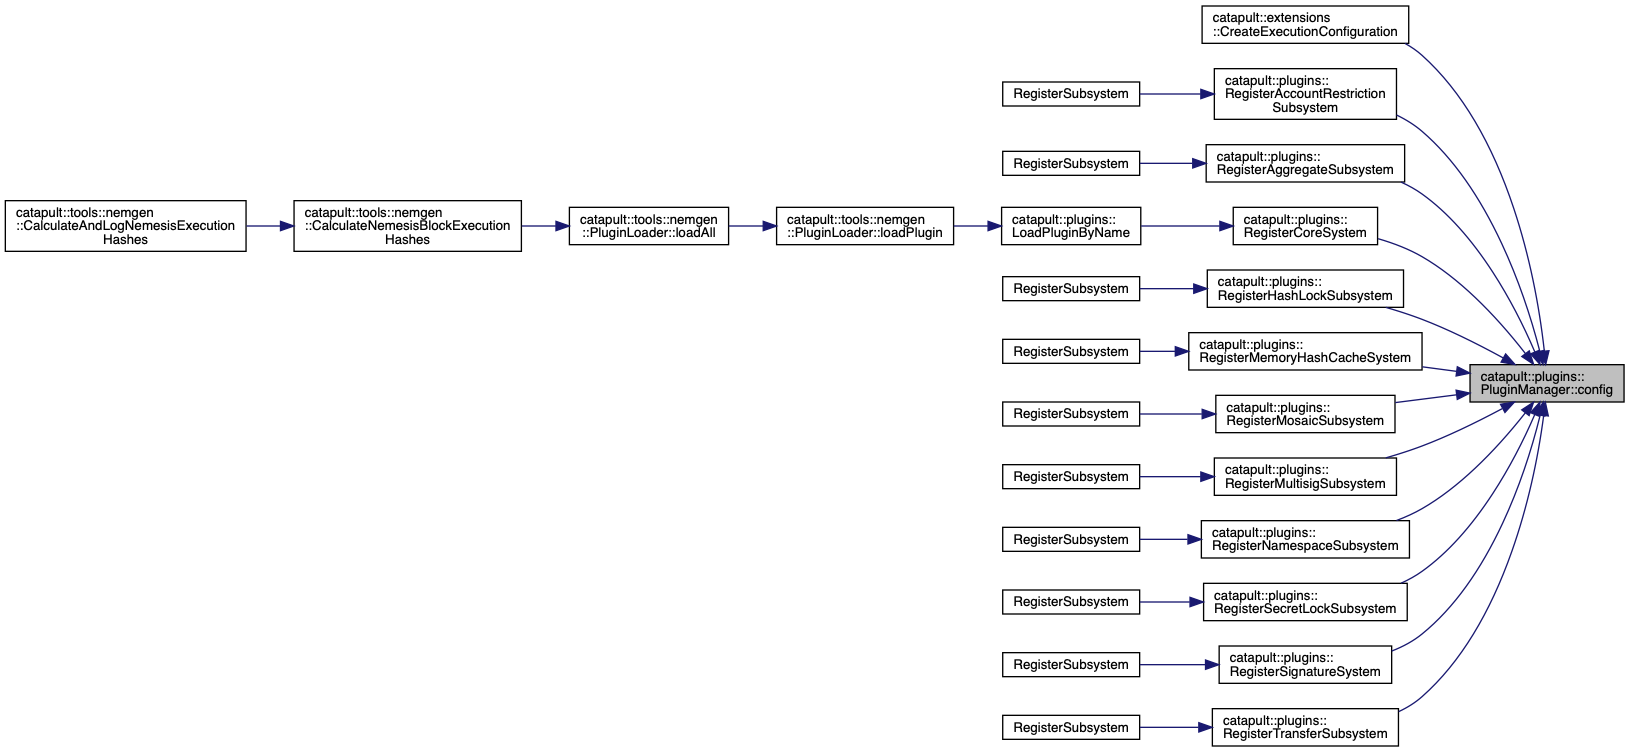 catapult::extensions
::CreateExecutionConfiguration
RegisterSubsystem
catapult::plugins::
RegisterAccountRestriction
Subsystem
RegisterSubsystem
catapult::plugins::
RegisterAggregateSubsystem
catapult::tools::nemgen
::CalculateAndLogNemesisExecution
Hashes
catapult::tools::nemgen
::CalculateNemesisBlockExecution
Hashes
catapult::tools::nemgen
::PluginLoader::loadAll
catapult::tools::nemgen
::PluginLoader::loadPlugin
catapult::plugins::
LoadPluginByName
catapult::plugins::
RegisterCoreSystem
RegisterSubsystem
catapult::plugins::
RegisterHashLockSubsystem
RegisterSubsystem
catapult::plugins::
RegisterMemoryHashCacheSystem
catapult::plugins::
PluginManager::config
RegisterSubsystem
catapult::plugins::
RegisterMosaicSubsystem
RegisterSubsystem
catapult::plugins::
RegisterMultisigSubsystem
RegisterSubsystem
catapult::plugins::
RegisterNamespaceSubsystem
RegisterSubsystem
catapult::plugins::
RegisterSecretLockSubsystem
RegisterSubsystem
catapult::plugins::
RegisterSignatureSystem
RegisterSubsystem
catapult::plugins::
RegisterTransferSubsystem